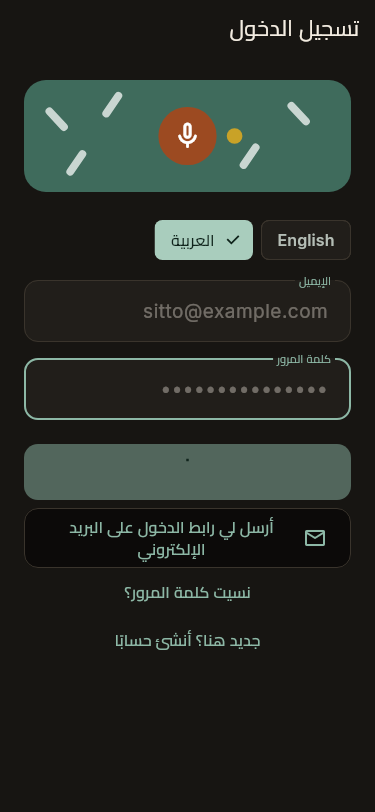 تسجيل الدخول
English
العربية
الإيميل
sitto@example.com
كلمة المرور
••••••••••••••••
أرسل لي رابط الدخول على البريد
الإلكتروني
نسيت كلمة المرور؟
جديد هنا؟ أنشئ حسابًا